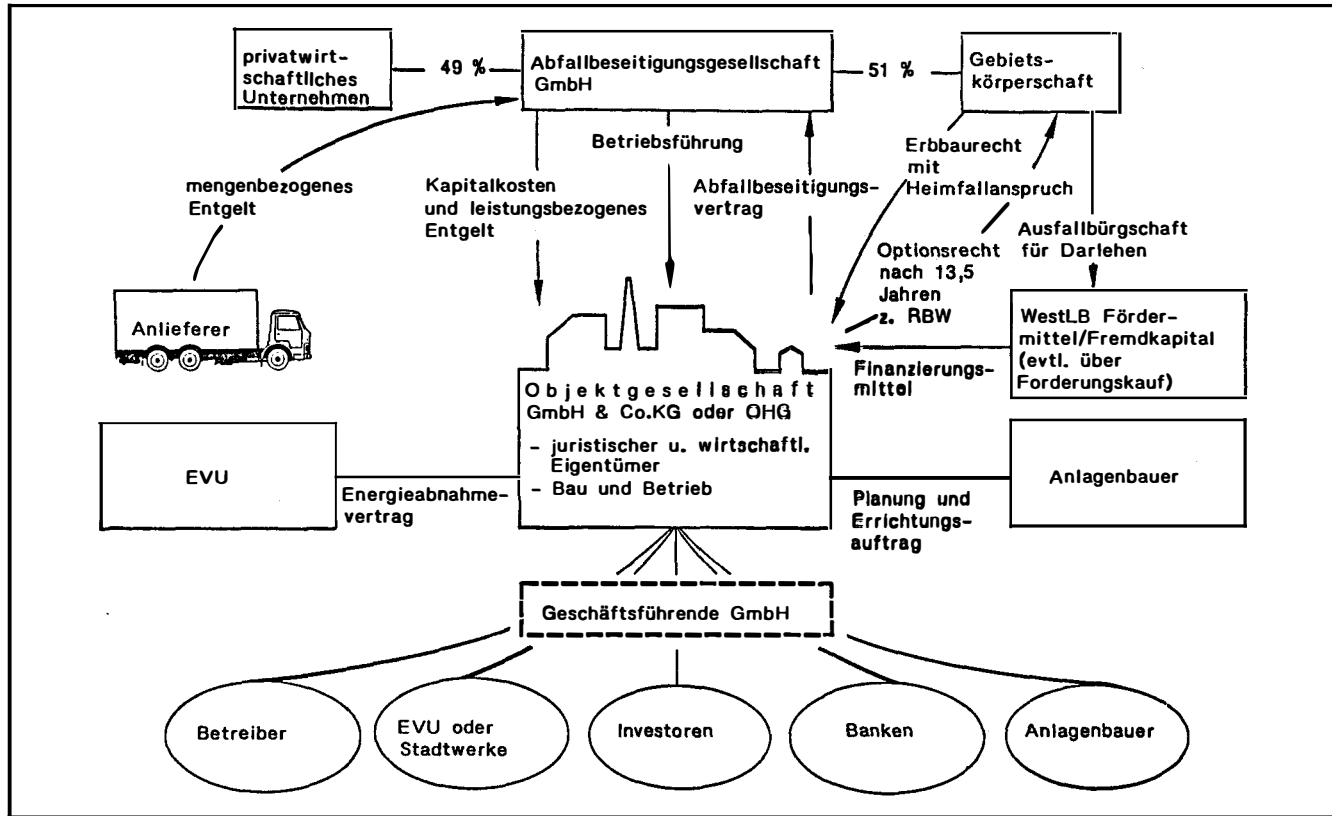 privatwirt-
schaftliches
Unternehmen
49 %
Abfallbeseitigungsgesellschaft
GmbH
51 %
Gebiets-
körperschaft
mengenbezogenes
Entgelt
Kapitalkosten
und leistungsbezogenes
Entgelt
Betriebsführung
Abfallbeseitigungs-
vertrag
Erbbaurecht
mit
Heimfallanspruch
Optionsrecht
nach 13,5
Jahren
z. RBW
Ausfallbürgschaft
für Darlehen
Anlieferer
WestLB Förder-
mittel/Fremdkapital
(evtl. über
Forderungskauf)
Finanzierungs-
mittel
Objektgesellschaft
GmbH & Co.KG oder OHG
- juristischer u. wirtschaftl.
Eigentümer
- Bau und Betrieb
EVU
Energieabnahme-
vertrag
Planung und
Errichtungs-
auftrag
Anlagenbauer
Geschäftsführende GmbH
Betreiber
EVU oder
Stadtwerke
Investoren
Banken
Anlagenbauer